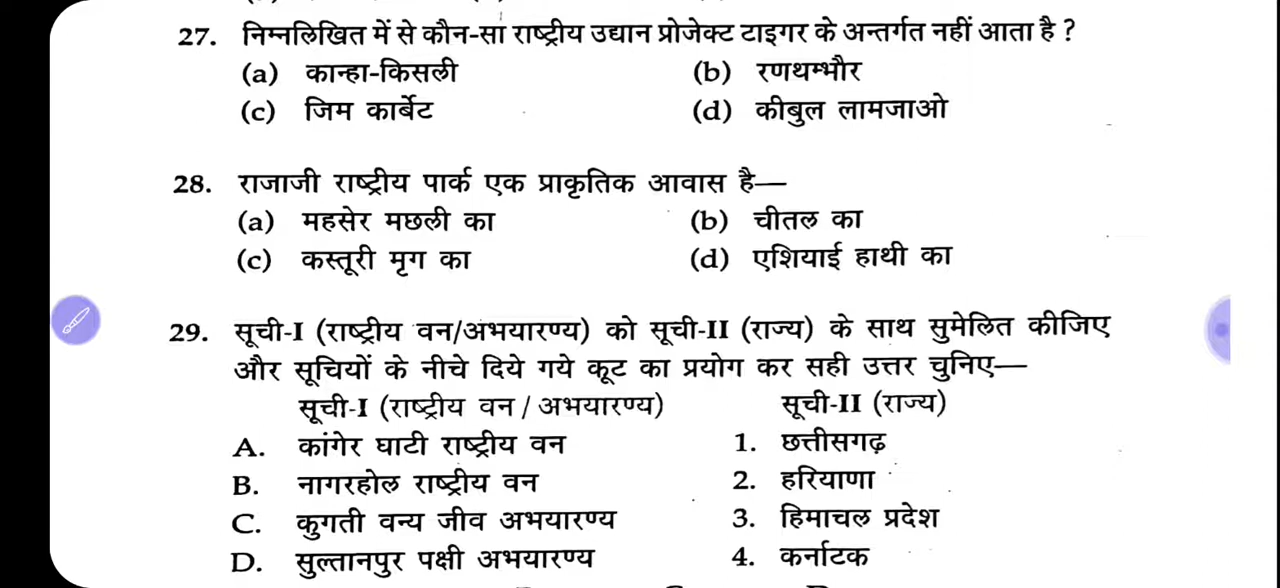 27. निम्नलिखित में से कौन-सा राष्ट्रीय उद्यान प्रोजेक्ट टाइगर के अन्तर्गत नहीं आता है ?
(a) कान्हा-किसली (b) रणथम्भौर
(c) जिम कार्बेट (d) कीबुल लामजाओ
28. राजाजी राष्ट्रीय पार्क एक प्राकृतिक आवास है—
(a) महसेर मछली का (b) चीतल का
(c) कस्तूरी मृग का (d) एशियाई हाथी का
29. सूची-I (राष्ट्रीय वन/अभयारण्य) को सूची-II (राज्य) के साथ सुमेलित कीजिए
और सूचियों के नीचे दिये गये कूट का प्रयोग कर सही उत्तर चुनिए—
सूची-I (राष्ट्रीय वन / अभयारण्य) सूची-II (राज्य)
A. कांगेर घाटी राष्ट्रीय वन 1. छत्तीसगढ़
B. नागरहोल राष्ट्रीय वन 2. हरियाणा
C. कुगती वन्य जीव अभयारण्य 3. हिमाचल प्रदेश
D. सुल्तानपुर पक्षी अभयारण्य 4. कर्नाटक